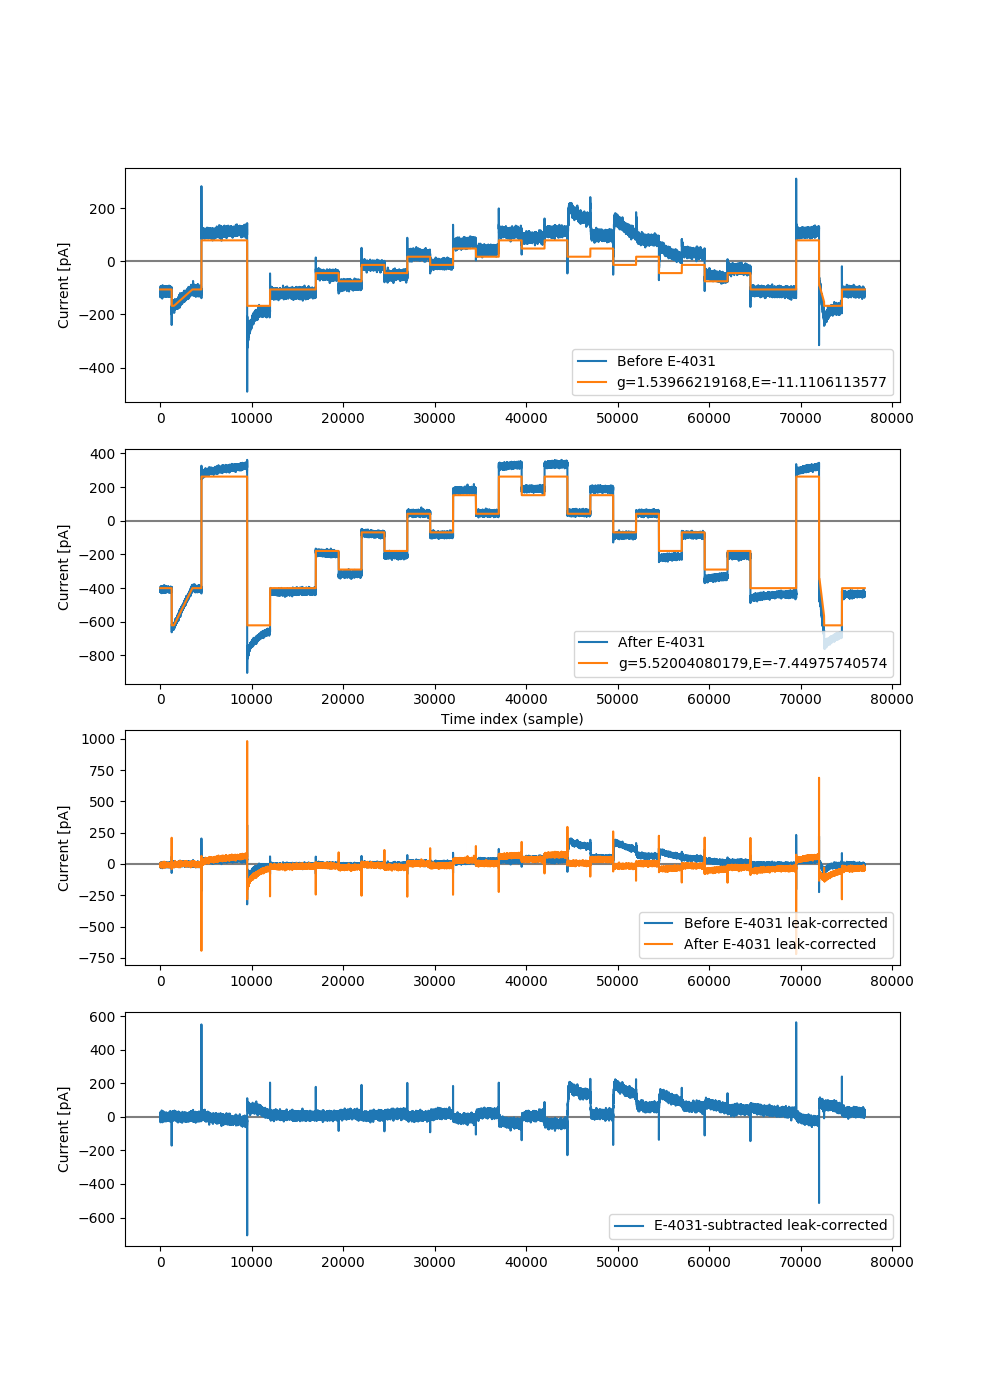 200
0
−200
−400
Current [pA]
Before E-4031
g=1.53966219168,E=-11.1106113577
0 10000 20000 30000 40000 50000 60000 70000 80000
400
200
0
−200
−400
−600
−800
Current [pA]
After E-4031
g=5.52004080179,E=-7.44975740574
0 10000 20000 30000 40000 50000 60000 70000 80000
Time index (sample)
1000
750
500
250
0
−250
−500
−750
Current [pA]
Before E-4031 leak-corrected
After E-4031 leak-corrected
0 10000 20000 30000 40000 50000 60000 70000 80000
600
400
200
0
−200
−400
−600
Current [pA]
E-4031-subtracted leak-corrected
0 10000 20000 30000 40000 50000 60000 70000 80000